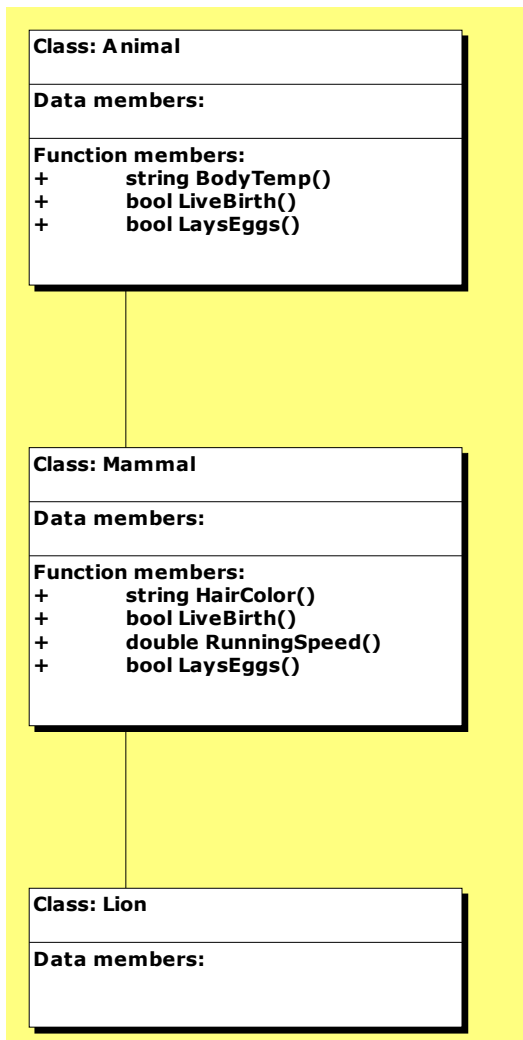 Class: Animal
Data members:
Function members:
+ string BodyTemp()
+ bool LiveBirth()
+ bool LaysEggs()
Class: Mammal
Data members:
Function members:
+ string HairColor()
+ bool LiveBirth()
+ double RunningSpeed()
+ bool LaysEggs()
Class: Lion
Data members: